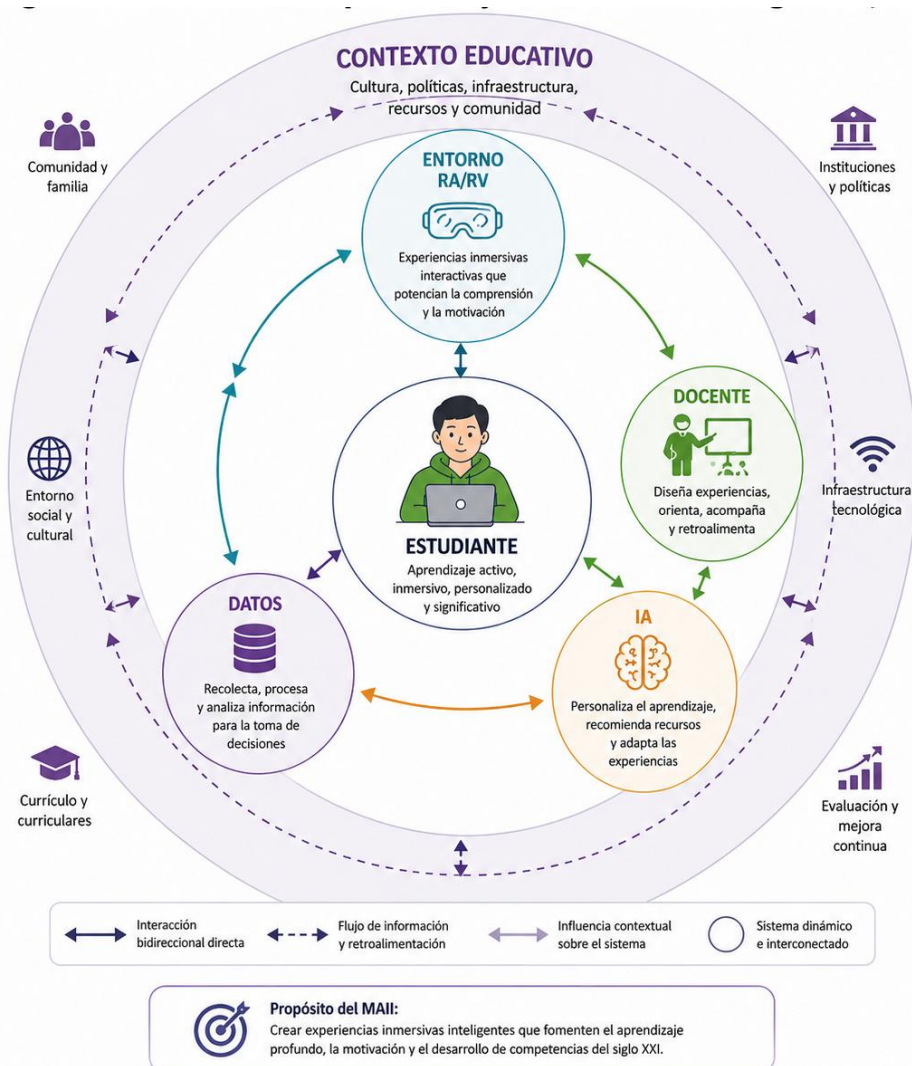 CONTEXTO EDUCATIVO
Cultura, políticas, infraestructura,
recursos y comunidad
Comunidad y
familia
Instituciones
y políticas
ENTORNO
RA/RV
Experiencias inmersivas
interactivas que
potencian la comprensión
y la motivación
DOCENTE
Diseña experiencias,
orienta, acompaña
y retroalimenta
Entorno
social y
cultural
Infraestructura
tecnológica
ESTUDIANTE
Aprendizaje activo,
inmersivo, personalizado
y significativo
DATOS
Recolecta, procesa
y analiza información
para la toma de
decisiones
IA
Personaliza el aprendizaje,
recomienda recursos
y adapta las
experiencias
Currículo y
curriculares
Evaluación y
mejora
continua
Interacción
bidireccional directa
Flujo de información
y retroalimentación
Influencia contextual
sobre el sistema
Sistema dinámico
e interconectado
Propósito del MAII:
Crear experiencias inmersivas inteligentes que fomenten el aprendizaje
profundo, la motivación y el desarrollo de competencias del siglo XXI.